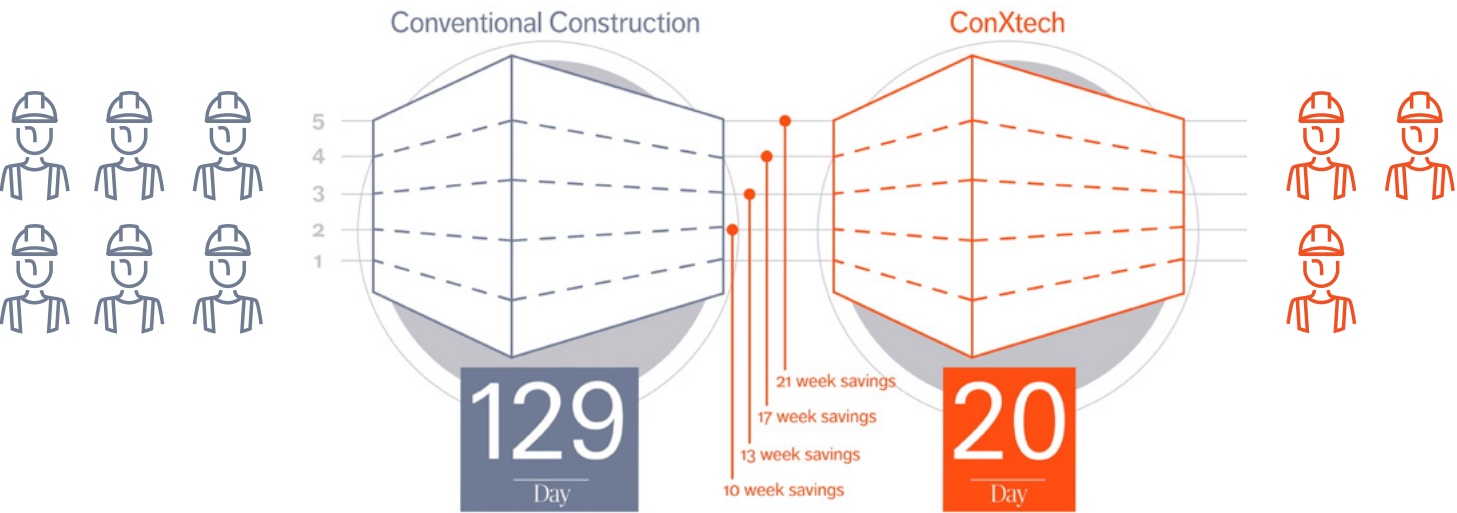 Conventional Construction
ConXtech
5
4
3
2
1
21 week savings
17 week savings
13 week savings
10 week savings
129
Day
20
Day